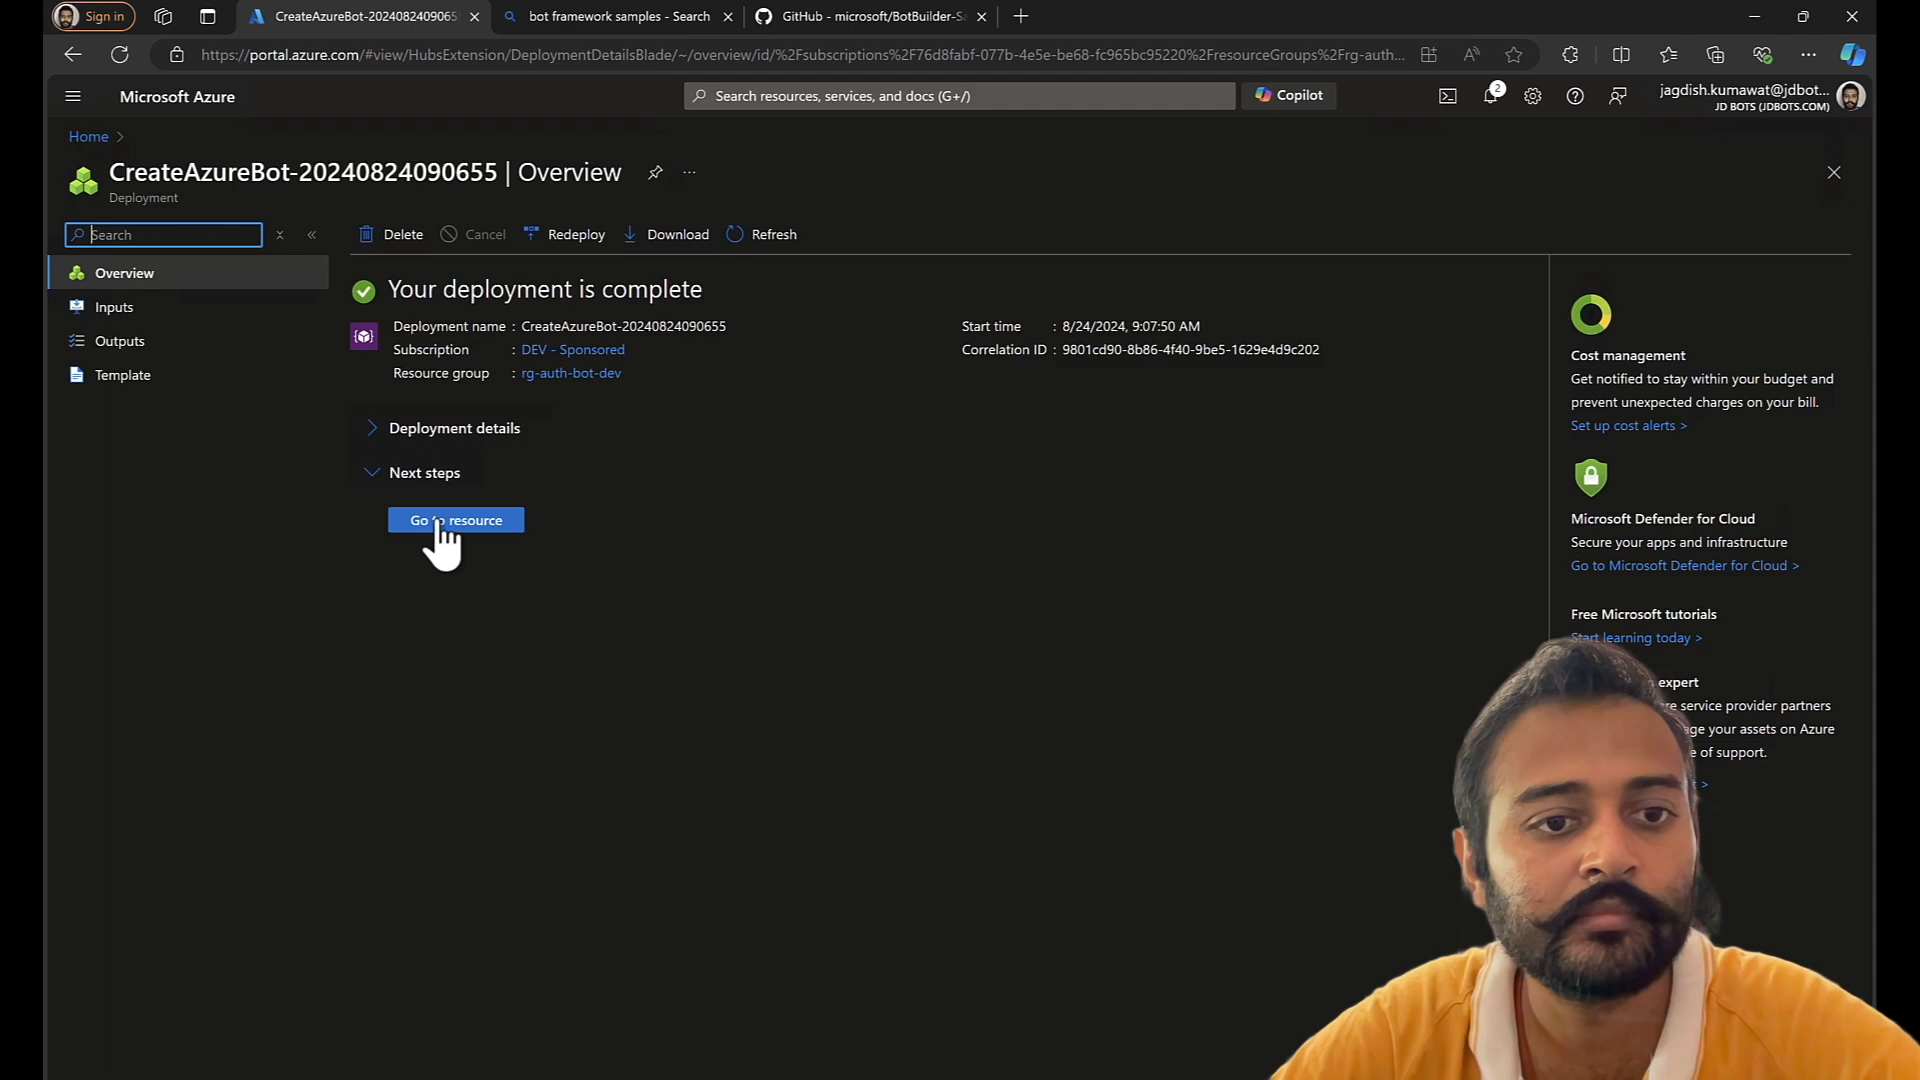 Sign in
CreateAzureBot-2024082409065
bot framework samples - Search
GitHub - microsoft/BotBuilder-Sa
https://portal.azure.com/#view/HubsExtension/DeploymentDetailsBlade/~/overview/id/%2Fsubscriptions%2F76d8fabf-077b-4e5e-be68-fc965bc95220%2FresourceGroups%2Frg-auth...
Microsoft Azure
Search resources, services, and docs (G+/)
Copilot
2
jagdish.kumawat@jdbot...
JD BOTS (JDBOTS.COM)
Home >
CreateAzureBot-20240824090655 | Overview
Deployment
Search
Delete
Cancel
Redeploy
Download
Refresh
Overview
Inputs
Outputs
Template
Your deployment is complete
Deployment name : CreateAzureBot-20240824090655
Subscription : DEV - Sponsored
Resource group : rg-auth-bot-dev
Start time : 8/24/2024, 9:07:50 AM
Correlation ID : 9801cd90-8b86-4f40-9be5-1629e4d9c202
Deployment details
Next steps
Go to resource
Cost management
Get notified to stay within your budget and
prevent unexpected charges on your bill.
Set up cost alerts >
Microsoft Defender for Cloud
Secure your apps and infrastructure
Go to Microsoft Defender for Cloud >
Free Microsoft tutorials
Start learning today >
expert
service provider partners
your assets on Azure
of support.
>